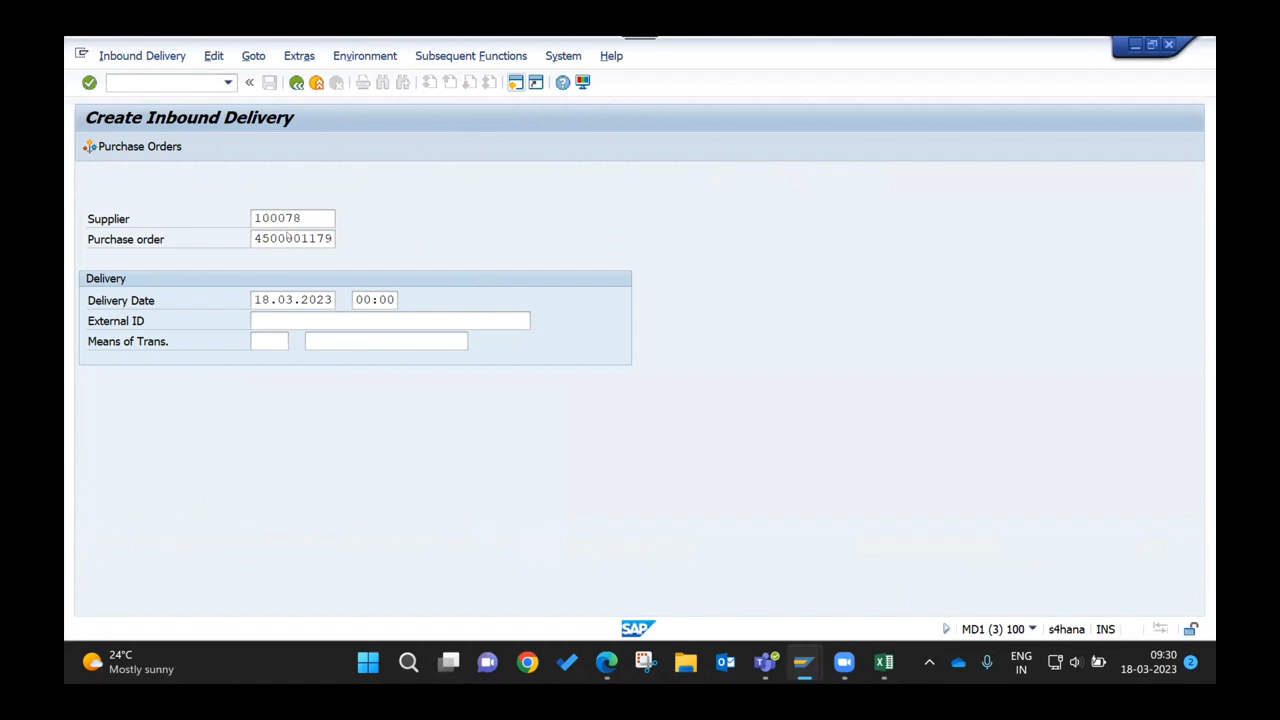 Inbound Delivery Edit Goto Extras Environment Subsequent Functions System Help
Create Inbound Delivery
Purchase Orders
Supplier 100078
Purchase order 4500001179
Delivery
Delivery Date 18.03.2023 00:00
External ID
Means of Trans.
SAP MD1 (3) 100 s4hana INS
24°C
Mostly sunny
ENG
IN
09:30
18-03-2023
2